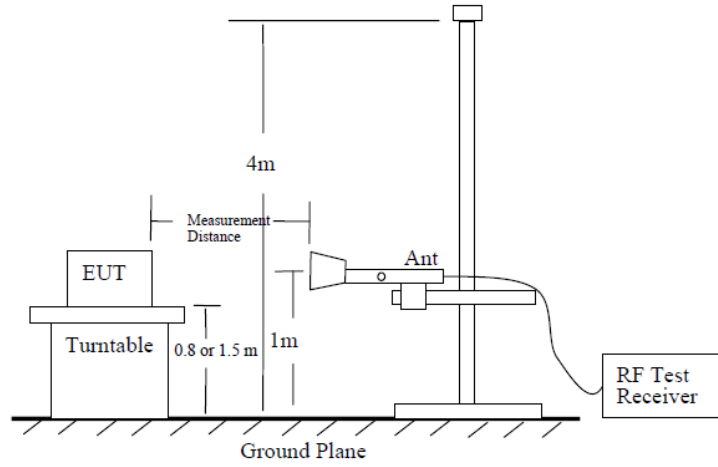 4m
Measurement
Distance
EUT
Ant
Turntable
0.8 or 1.5 m
1m
RF Test
Receiver
Ground Plane